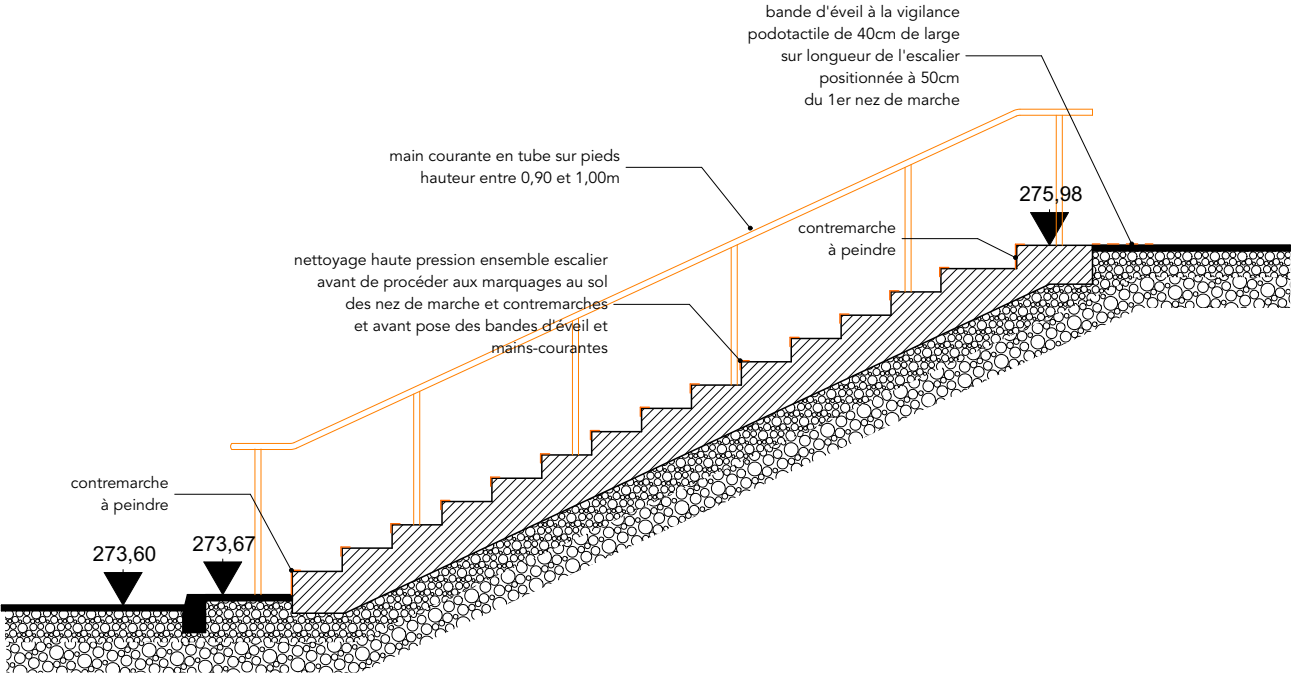 bande d'éveil à la vigilance
podotactile de 40cm de large
sur longueur de l'escalier
positionnée à 50cm
du 1er nez de marche
main courante en tube sur pieds
hauteur entre 0,90 et 1,00m
275,98
contremarche
à peindre
nettoyage haute pression ensemble escalier
avant de procéder aux marquages au sol
des nez de marche et contremarches
et avant pose des bandes d'éveil et
mains-courantes
contremarche
à peindre
273,60
273,67